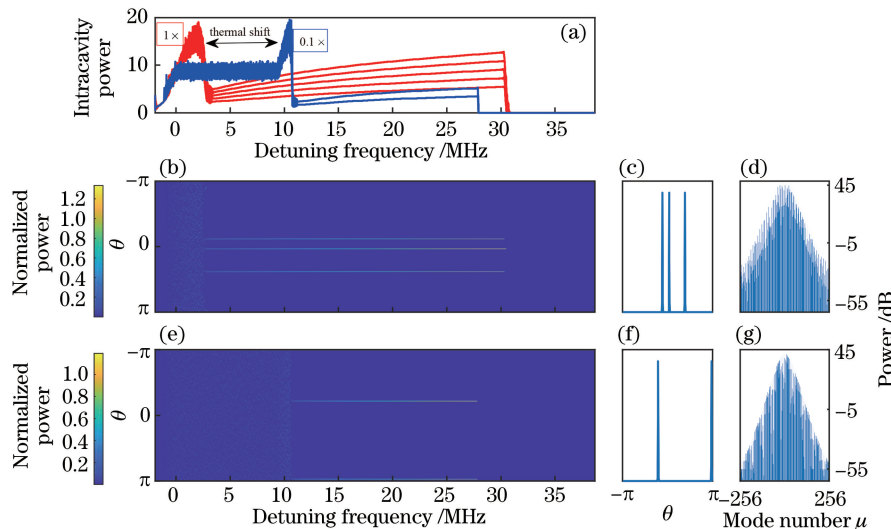 20
10
0
Intracavity
power
1×
thermal shift
0.1×
(a)
0 5 10 15 20 25 30 35
Detuning frequency /MHz
(b)
(c)
(d)
1.2
1.0
0.8
0.6
0.4
0.2
Normalized
power
−π
0
π
θ
45
−5
−55
(e)
(f)
(g)
1.0
0.8
0.6
0.4
0.2
Normalized
power
−π
0
π
θ
45
−5
−55
Power /dB
0 5 10 15 20 25 30 35
Detuning frequency /MHz
−π π
θ
−256 256
Mode number μ